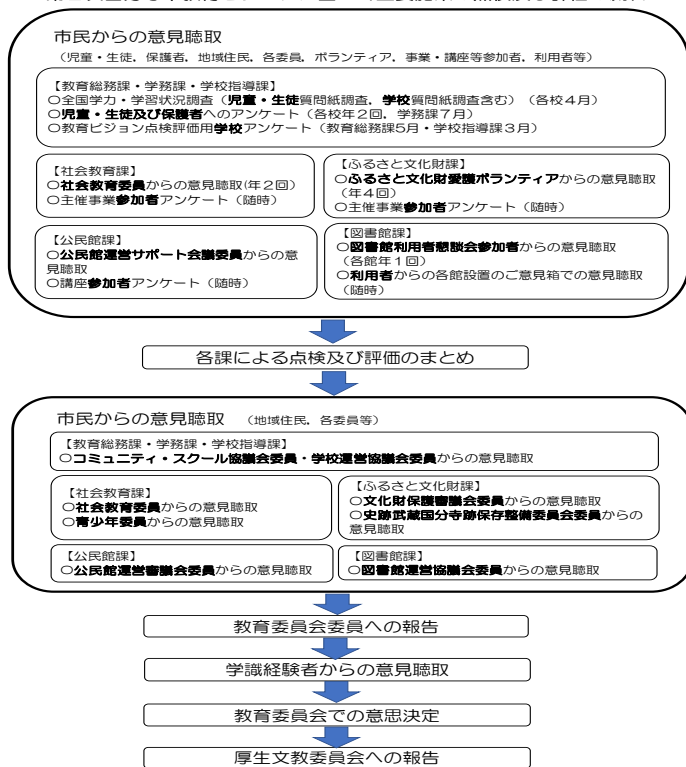 市民からの意見聴取
(児童・生徒，保護者，地域住民，各委員，ボランティア，事業・講座等参加者，利用者等)
【教育総務課・学務課・学校指導課】
○全国学力・学習状況調査（児童・生徒質問紙調査，学校質問紙調査含む）（各校４月）
○児童・生徒及び保護者へのアンケート（各校年２回，学務課７月）
○教育ビジョン点検評価用学校アンケート（教育総務課5月・学校指導課３月）
【社会教育課】
○社会教育委員からの意見聴取(年２回)
○主催事業参加者アンケート（随時）
【ふるさと文化財課】
○ふるさと文化財愛護ボランティアからの意見聴取
（年４回）
○主催事業参加者アンケート（随時）
【公民館課】
○公民館運営サポート会議委員からの意
見聴取
○講座参加者アンケート（随時）
【図書館課】
○図書館利用者懇談会参加者からの意見聴取
（各館年１回）
○利用者からの各館設置のご意見箱での意見聴取
（随時）
各課による点検及び評価のまとめ
市民からの意見聴取　（地域住民，各委員等）
【教育総務課・学務課・学校指導課】
○コミュニティ・スクール協議会委員・学校運営協議会委員からの意見聴取
【社会教育課】
○社会教育委員からの意見聴取
○青少年委員からの意見聴取
【ふるさと文化財課】
○文化財保護審議会委員からの意見聴取
○史跡武蔵国分寺跡保存整備委員会委員からの
意見聴取
【公民館課】
○公民館運営審議会委員からの意見聴取
【図書館課】
○図書館運営協議会委員からの意見聴取
教育委員会委員への報告
学識経験者からの意見聴取
教育委員会での意思決定
厚生文教委員会への報告